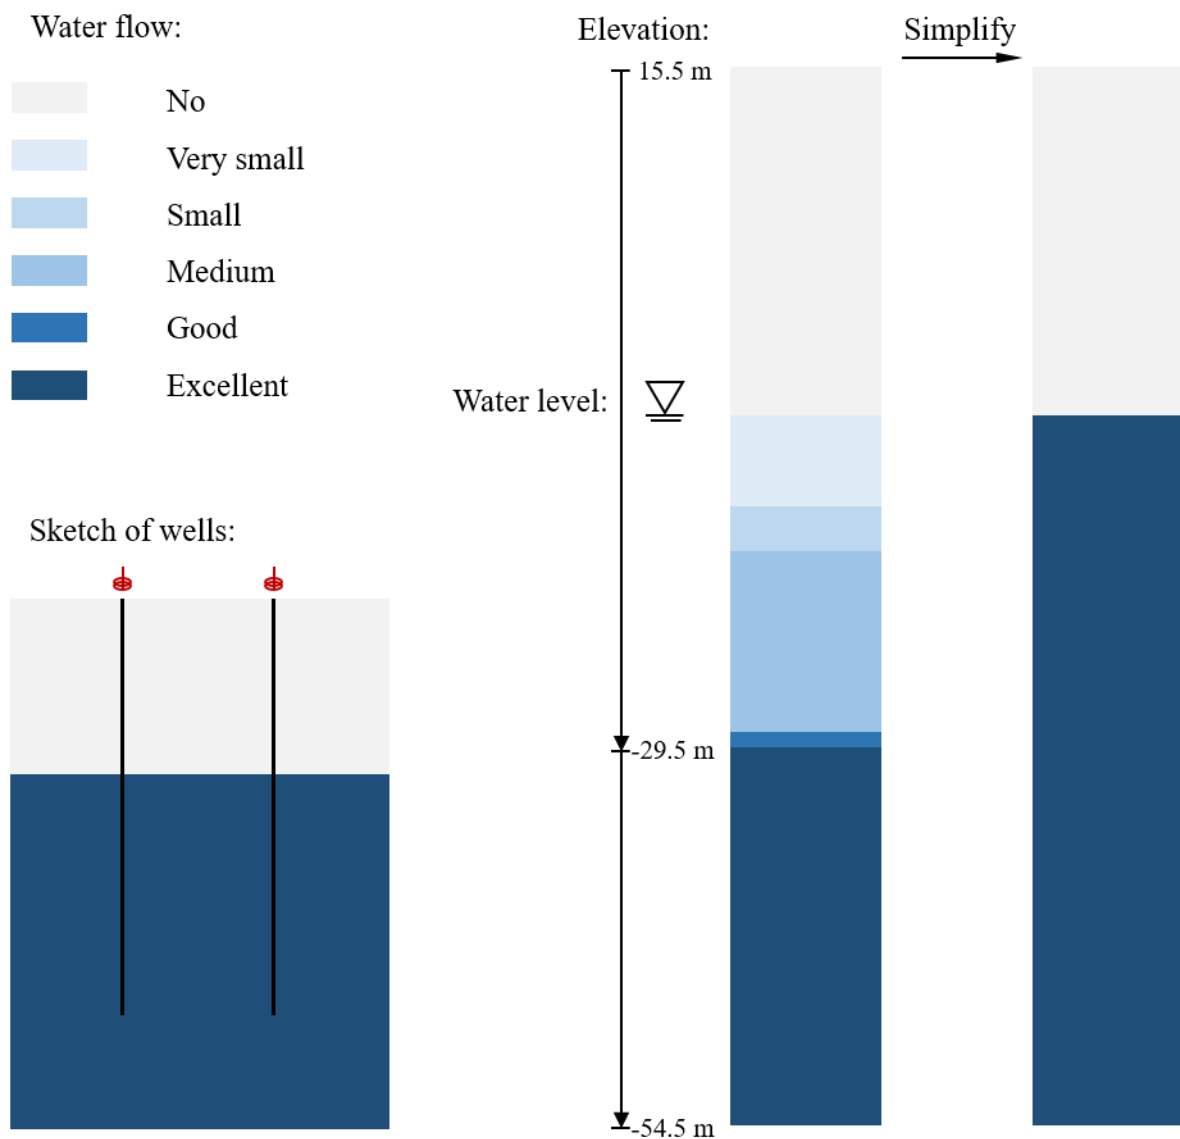 Water flow:
No
Very small
Small
Medium
Good
Excellent
Sketch of wells:
Elevation:
Simplify
15.5 m
Water level:
-29.5 m
-54.5 m